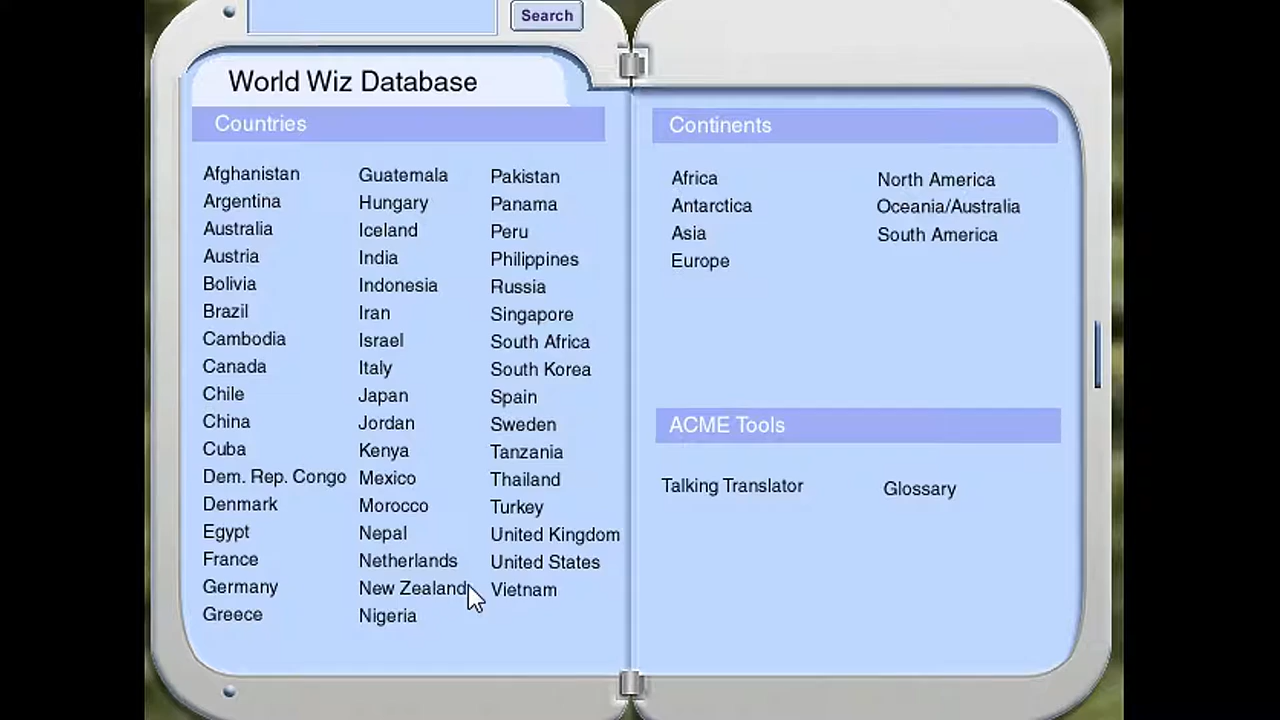 Search
World Wiz Database
Countries
Afghanistan
Argentina
Australia
Austria
Bolivia
Brazil
Cambodia
Canada
Chile
China
Cuba
Dem. Rep. Congo
Denmark
Egypt
France
Germany
Greece
Guatemala
Hungary
Iceland
India
Indonesia
Iran
Israel
Italy
Japan
Jordan
Kenya
Mexico
Morocco
Nepal
Netherlands
New Zealand
Nigeria
Pakistan
Panama
Peru
Philippines
Russia
Singapore
South Africa
South Korea
Spain
Sweden
Tanzania
Thailand
Turkey
United Kingdom
United States
Vietnam
Continents
Africa
Antarctica
Asia
Europe
North America
Oceania/Australia
South America
ACME Tools
Talking Translator
Glossary